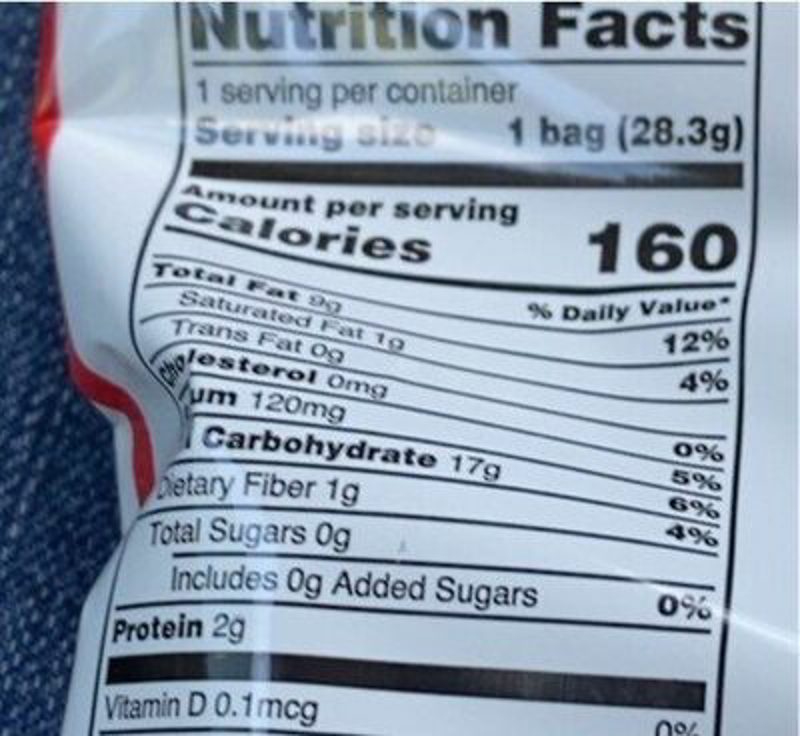 Nutrition Facts
1 serving per container
Serving size 1 bag (28.3g)
Amount per serving
Calories 160
% Daily Value*
Total Fat 9g 12%
Saturated Fat 1g 4%
Trans Fat 0g
Cholesterol 0mg 0%
um 120mg 5%
Carbohydrate 17g 6%
Dietary Fiber 1g 4%
Total Sugars 0g
Includes 0g Added Sugars 0%
Protein 2g
Vitamin D 0.1mcg 0%